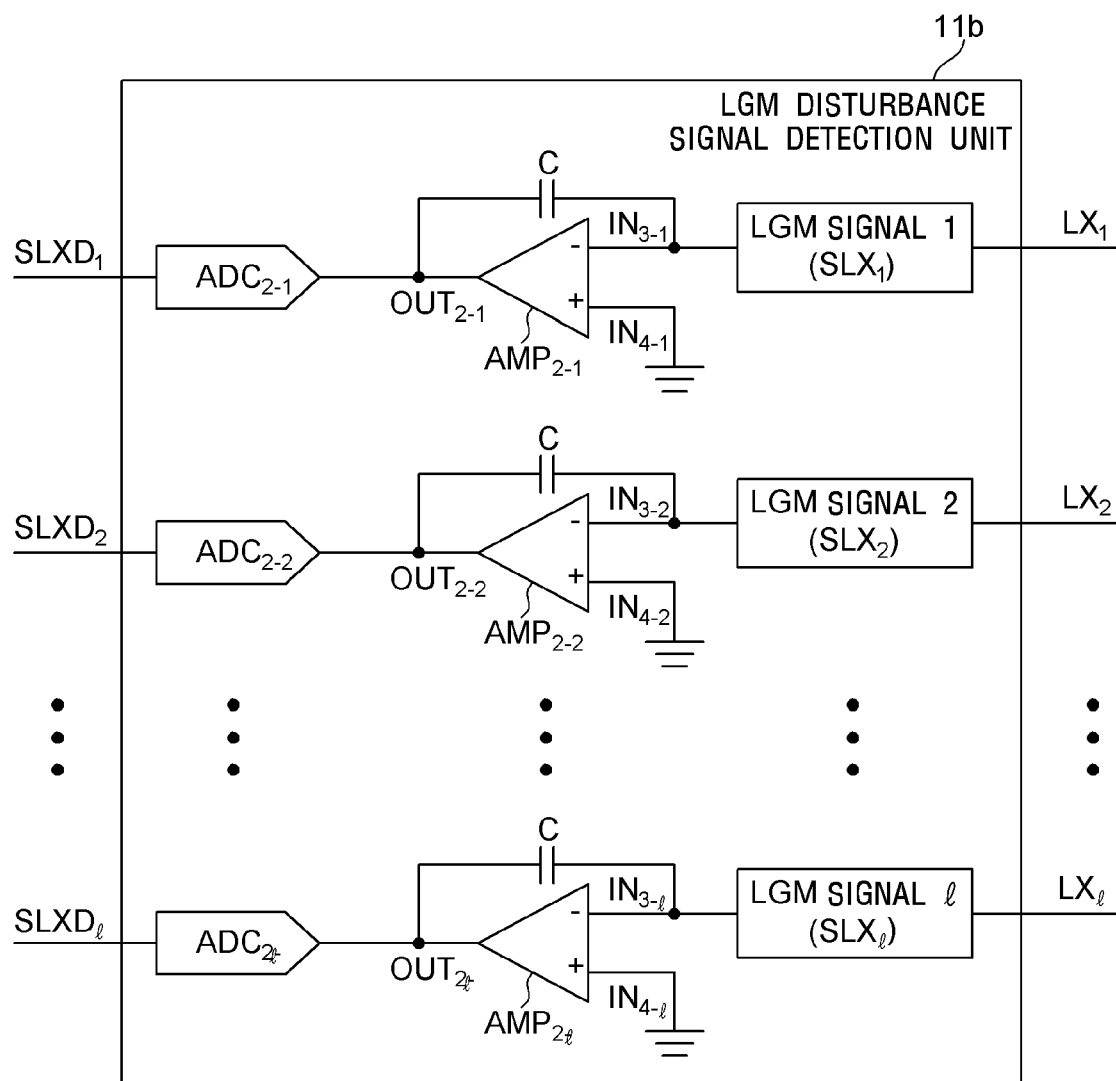 11b
LGM DISTURBANCE
SIGNAL DETECTION UNIT
C
SLXD₁
ADC₂₋₁
OUT₂₋₁
-
+
AMP₂₋₁
IN₃₋₁
IN₄₋₁
LGM SIGNAL 1
(SLX₁)
LX₁
C
SLXD₂
ADC₂₋₂
OUT₂₋₂
-
+
AMP₂₋₂
IN₃₋₂
IN₄₋₂
LGM SIGNAL 2
(SLX₂)
LX₂
C
SLXDℓ
ADC₂₋ℓ
OUT₂₋ℓ
-
+
AMP₂ℓ
IN₃₋ℓ
IN₄₋ℓ
LGM SIGNAL ℓ
(SLXℓ)
LXℓ